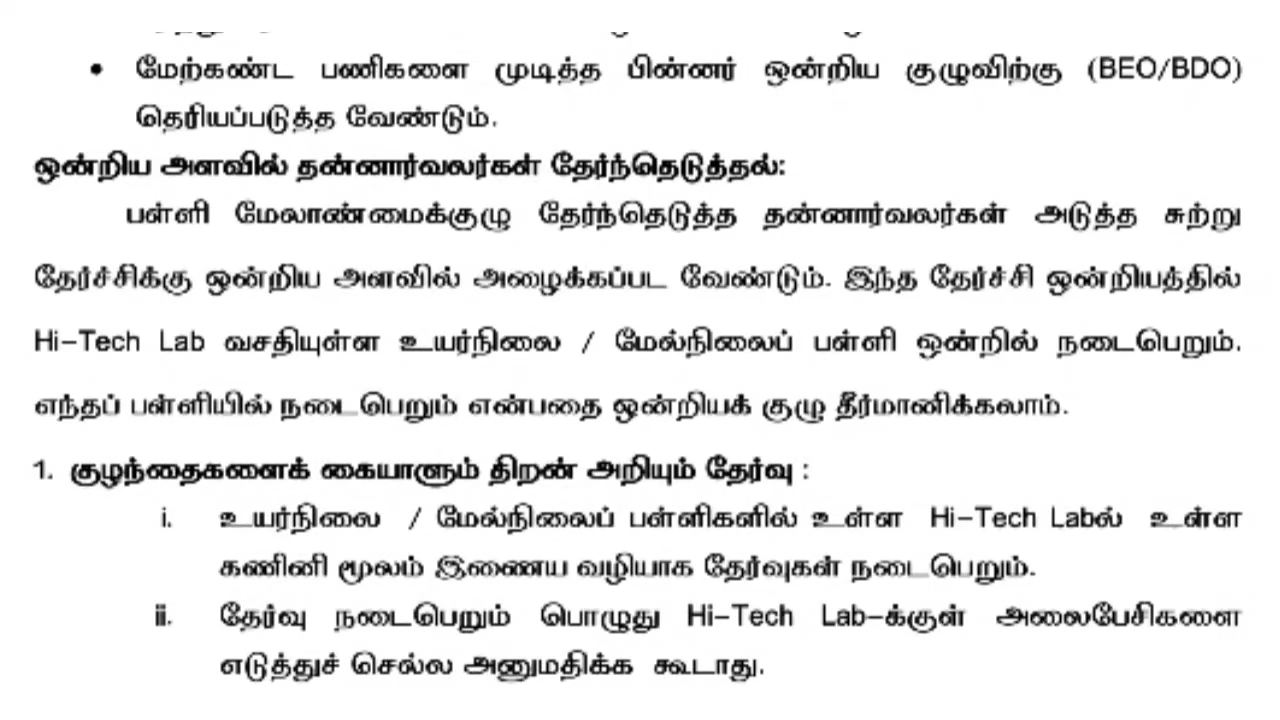 • மேற்கண்ட பணிகளை முடித்த பின்னர் ஒன்றிய குழுவிற்கு (BEO/BDO)
தெரியப்படுத்த வேண்டும்.
ஒன்றிய அளவில் தன்னார்வலர்கள் தேர்ந்தெடுத்தல்:
பள்ளி மேலாண்மைக்குழு தேர்ந்தெடுத்த தன்னார்வலர்கள் அடுத்த சுற்று
தேர்ச்சிக்கு ஒன்றிய அளவில் அழைக்கப்பட வேண்டும். இந்த தேர்ச்சி ஒன்றியத்தில்
Hi-Tech Lab வசதியுள்ள உயர்நிலை / மேல்நிலைப் பள்ளி ஒன்றில் நடைபெறும்.
எந்தப் பள்ளியில் நடைபெறும் என்பதை ஒன்றியக் குழு தீர்மானிக்கலாம்.
1. குழந்தைகளைக் கையாளும் திறன் அறியும் தேர்வு :
i. உயர்நிலை / மேல்நிலைப் பள்ளிகளில் உள்ள Hi-Tech Labல் உள்ள
கணினி மூலம் இணைய வழியாக தேர்வுகள் நடைபெறும்.
ii. தேர்வு நடைபெறும் பொழுது Hi-Tech Lab-க்குள் அலைபேசிகளை
எடுத்துச் செல்ல அனுமதிக்க கூடாது.